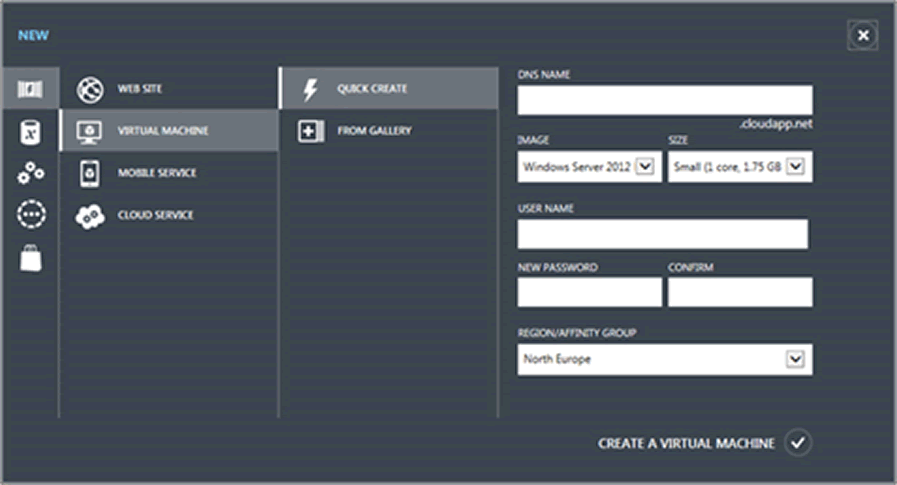 NEW
WEB SITE
VIRTUAL MACHINE
MOBILE SERVICE
CLOUD SERVICE
QUICK CREATE
FROM GALLERY
DNS NAME
.cloudapp.net
IMAGE
SIZE
Windows Server 2012
Small (1 core, 1.75 GB
USER NAME
NEW PASSWORD
CONFIRM
REGION/AFFINITY GROUP
North Europe
CREATE A VIRTUAL MACHINE